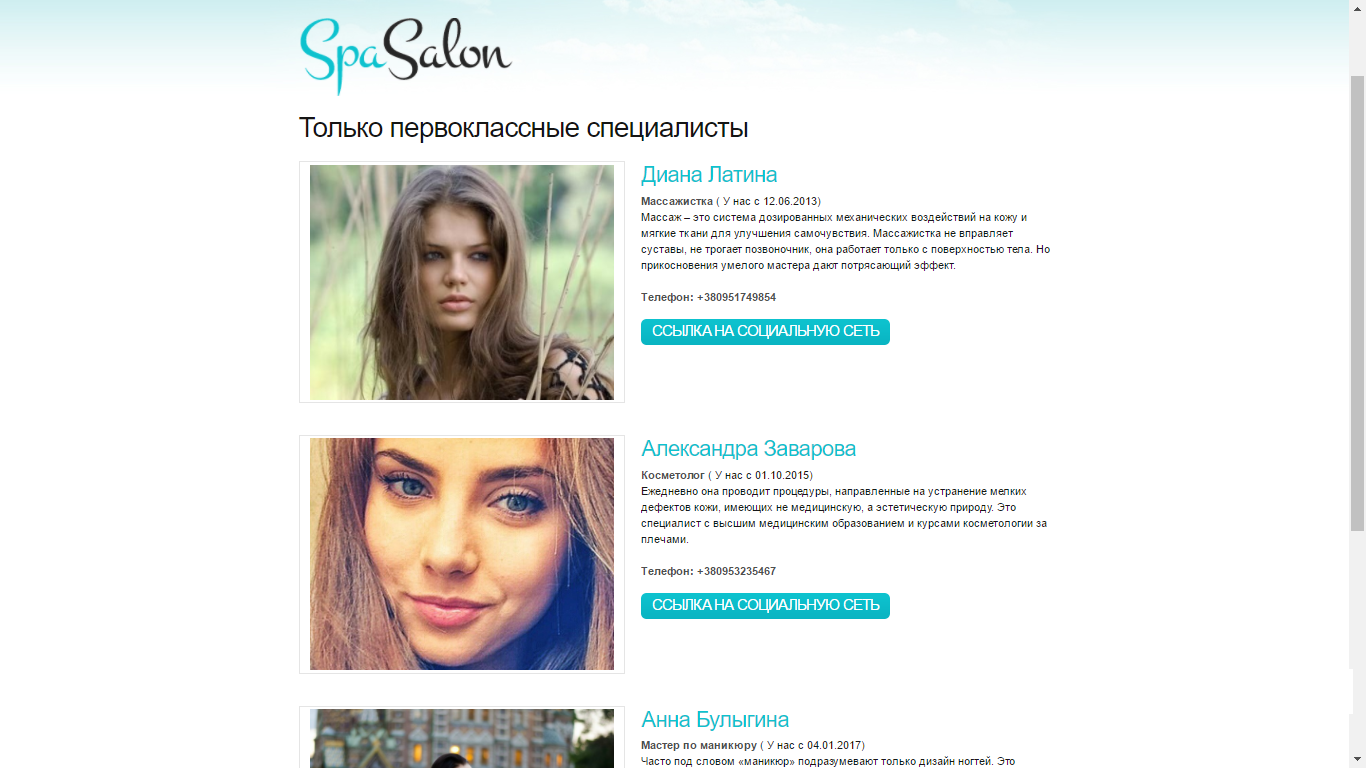 SpaSalon
Только первоклассные специалисты
Диана Латина
Массажистка ( У нас с 12.06.2013)
Массаж – это система дозированных механических воздействий на кожу и
мягкие ткани для улучшения самочувствия. Массажистка не вправляет
суставы, не трогает позвоночник, она работает только с поверхностью тела. Но
прикосновения умелого мастера дают потрясающий эффект.
Телефон: +380951749854
ССЫЛКА НА СОЦИАЛЬНУЮ СЕТЬ
Александра Заварова
Косметолог ( У нас с 01.10.2015)
Ежедневно она проводит процедуры, направленные на устранение мелких
дефектов кожи, имеющих не медицинскую, а эстетическую природу. Это
специалист с высшим медицинским образованием и курсами косметологии за
плечами.
Телефон: +380953235467
ССЫЛКА НА СОЦИАЛЬНУЮ СЕТЬ
Анна Булыгина
Мастер по маникюру ( У нас с 04.01.2017)
Часто под словом «маникюр» подразумевают только дизайн ногтей. Это